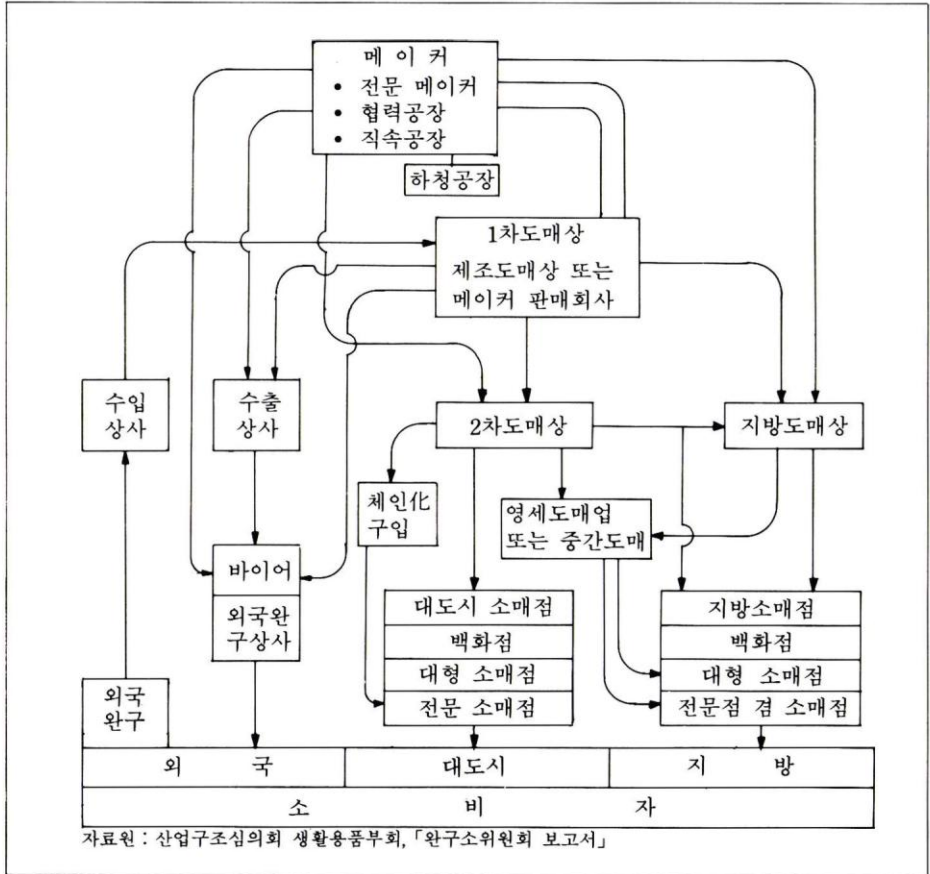 메 이 커
• 전문 메이커
• 협력공장
• 직속공장
하청공장
1차도매상
제조도매상 또는
메이커 판매회사
수입
상사
수출
상사
2차도매상
지방도매상
체인化
구입
영세도매업
또는 중간도매
바이어
외국완
구상사
대도시 소매점
백화점
대형 소매점
전문 소매점
지방소매점
백화점
대형 소매점
전문점 겸 소매점
외국
완구
외 국
대도시
지 방
소 비 자
자료원 : 산업구조심의회 생활용품부회, 「완구소위원회 보고서」